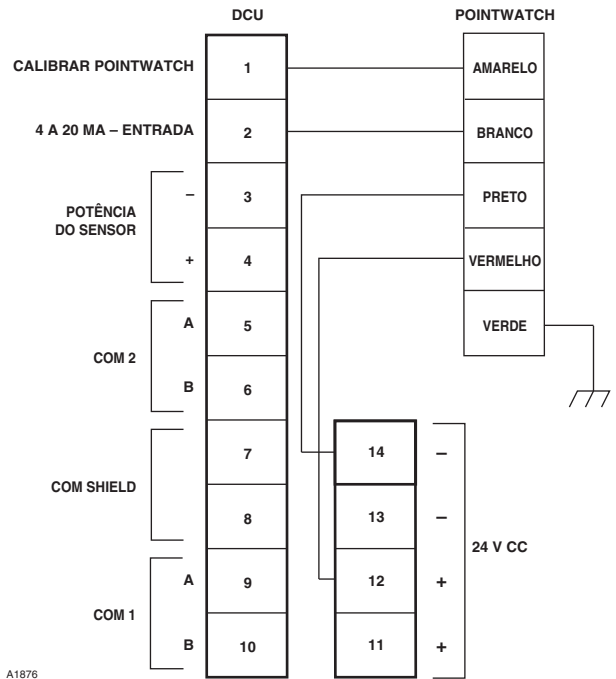 DCU
POINTWATCH
CALIBRAR POINTWATCH
1
AMARELO
4 A 20 MA – ENTRADA
2
BRANCO
POTÊNCIA
DO SENSOR
–
3
PRETO
+
4
VERMELHO
COM 2
A
5
VERDE
B
6
COM SHIELD
7
14
–
8
13
–
24 V CC
COM 1
A
9
12
+
B
10
11
+
A1876